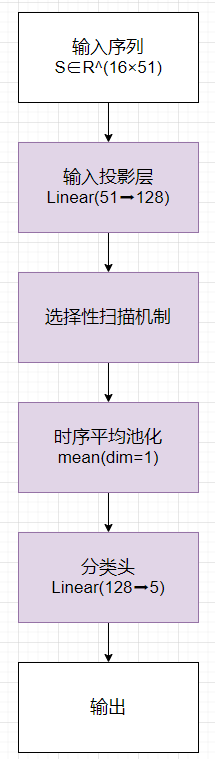 输入序列
S∈R^(16×51)
输入投影层
Linear(51➞128)
选择性扫描机制
时序平均池化
mean(dim=1)
分类头
Linear(128➞5)
输出